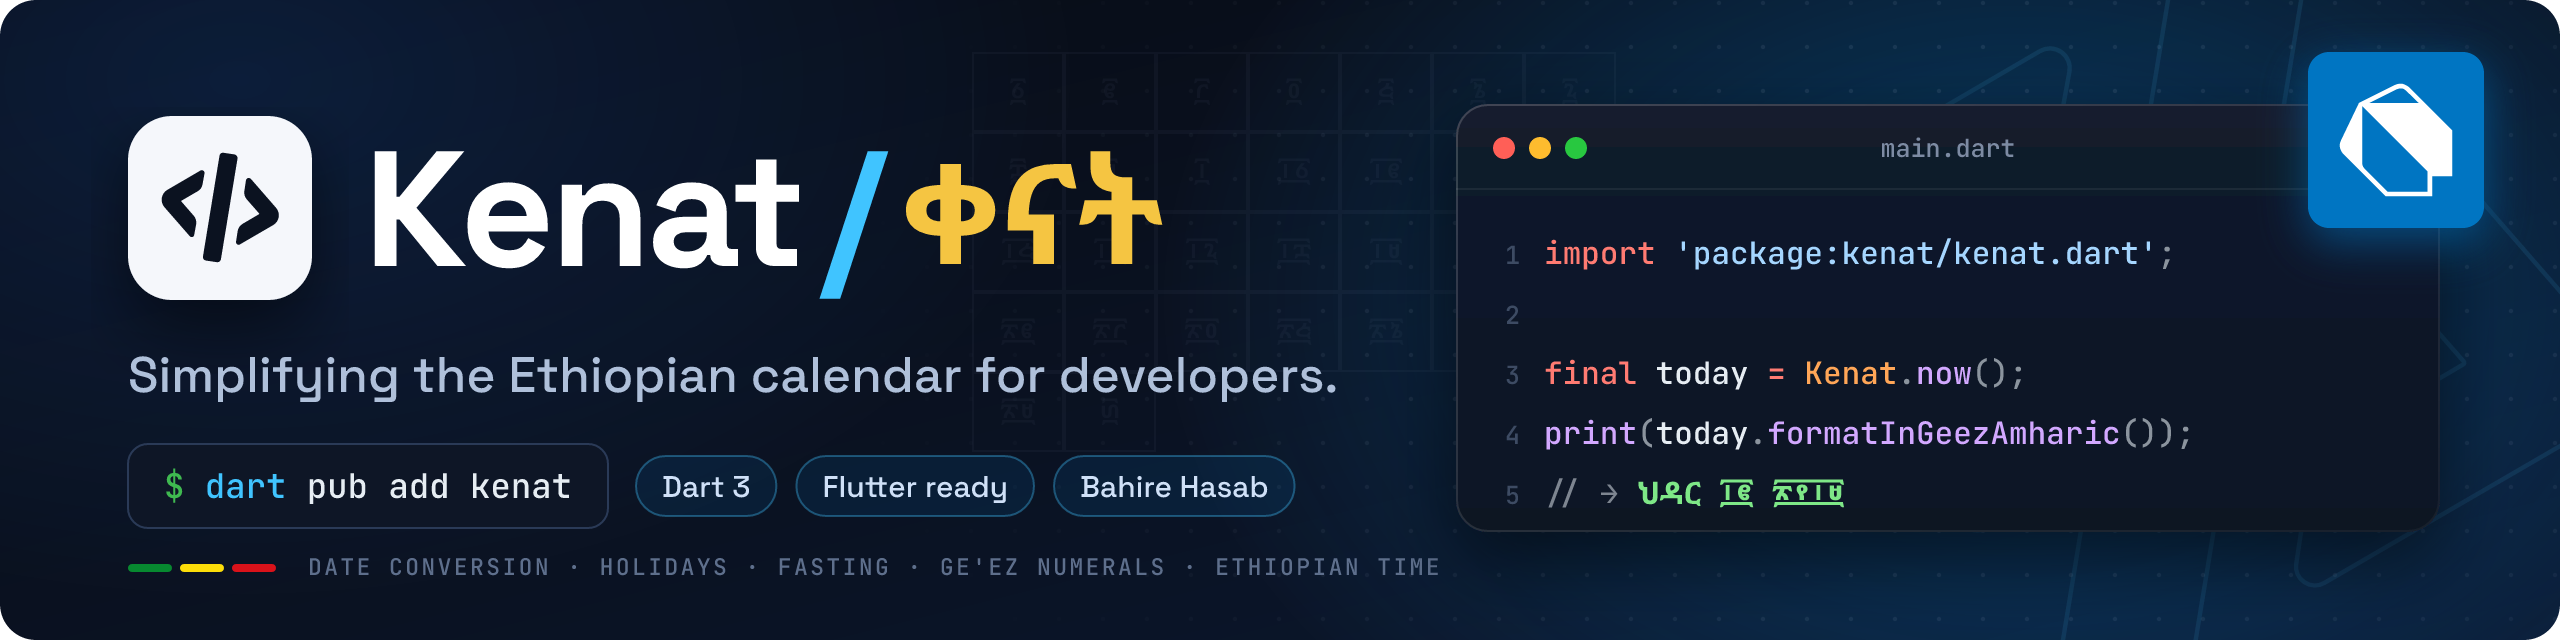 Kenat/ቀናት
Simplifying the Ethiopian calendar for developers.
$ dart pub add kenat
Dart 3
Flutter ready
Bahire Hasab
DATE CONVERSION · HOLIDAYS · FASTING · GE'EZ NUMERALS · ETHIOPIAN TIME
main.dart
1 import 'package:kenat/kenat.dart';
2
3 final today = Kenat.now();
4 print(today.formatInGeezAmharic());
5 // → ህዳር ፲፪ ፳፻፲፱